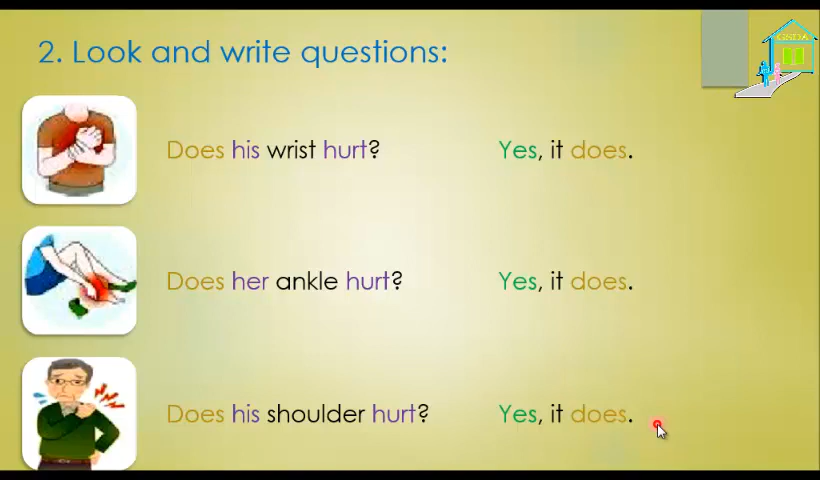 GSDA
2. Look and write questions:
Does his wrist hurt? Yes, it does.
Does her ankle hurt? Yes, it does.
Does his shoulder hurt? Yes, it does.